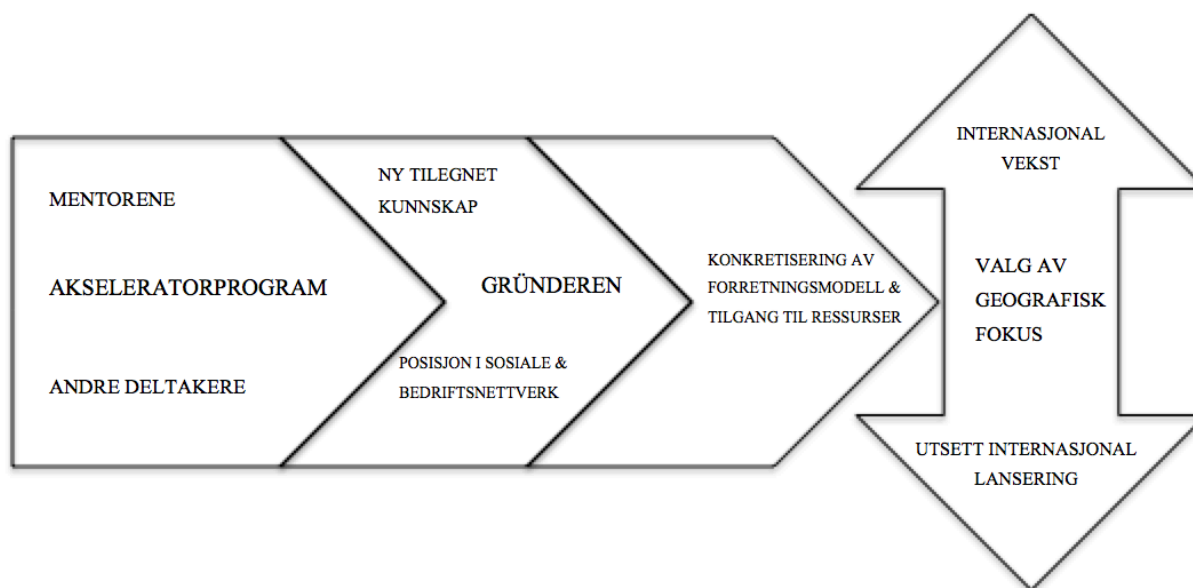 MENTORENE
AKSELERATORPROGRAM
ANDRE DELTAKERE
NY TILEGNET
KUNNSKAP
GRÜNDEREN
POSISJON I SOSIALE &
BEDRIFTSNETTVERK
KONKRETISERING AV
FORRETNINGSMODELL &
TILGANG TIL RESSURSER
INTERNASJONAL
VEKST
VALG AV
GEOGRAFISK
FOKUS
UTSETT INTERNASJONAL
LANSERING